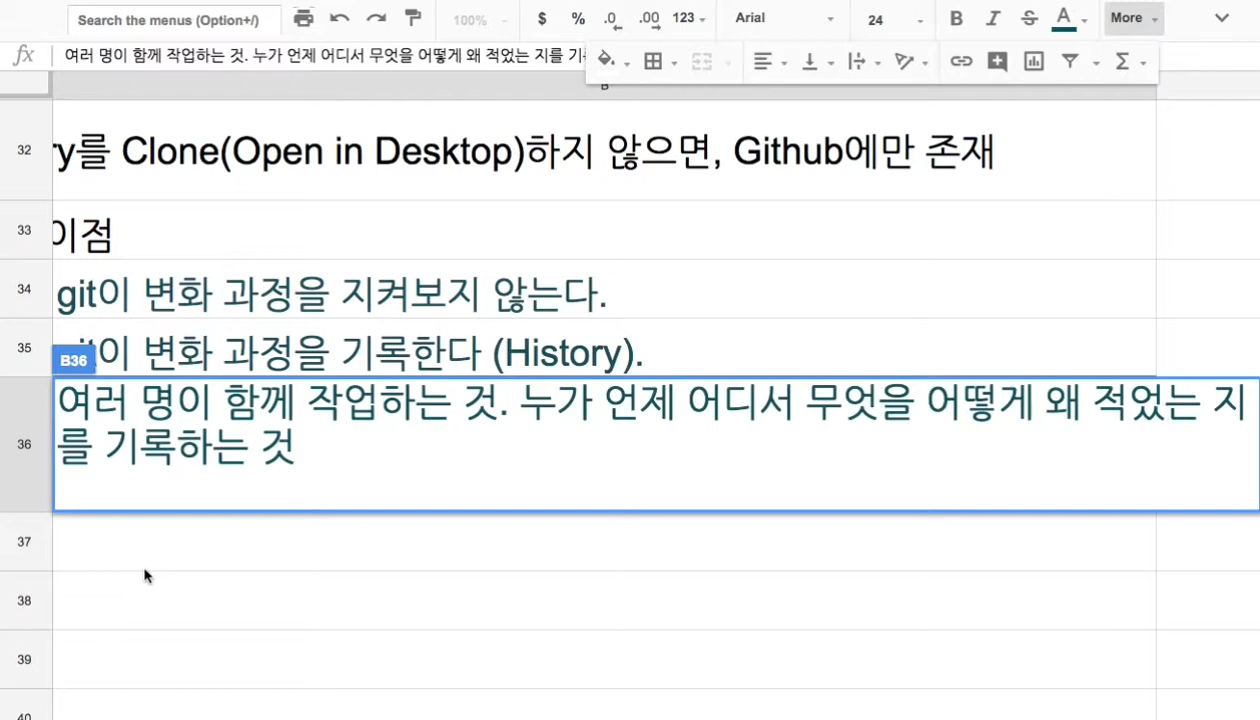 Search the menus (Option+/)
100%
$ % .0 .00 123
Arial
24
B I S A
More
fx 여러 명이 함께 작업하는 것. 누가 언제 어디서 무엇을 어떻게 왜 적었는 지를 기
B
32 ry를 Clone(Open in Desktop)하지 않으면, Github에만 존재
33 이점
34 git이 변화 과정을 지켜보지 않는다.
35 git이 변화 과정을 기록한다 (History).
B36
36 여러 명이 함께 작업하는 것. 누가 언제 어디서 무엇을 어떻게 왜 적었는 지
를 기록하는 것
37
38
39
40